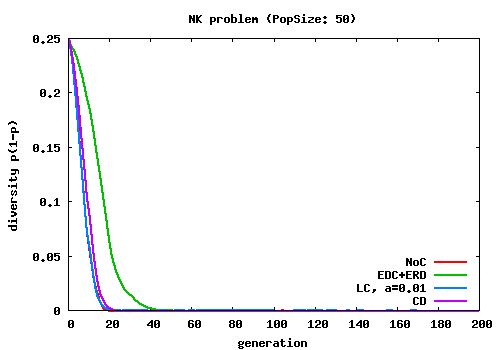 NK problem (PopSize: 50)
0.25
0.2
0.15
0.1
0.05
0
diversity p(1-p)
NoC
EDC+ERD
LC, a=0.01
CD
0 20 40 60 80 100 120 140 160 180 200
generation